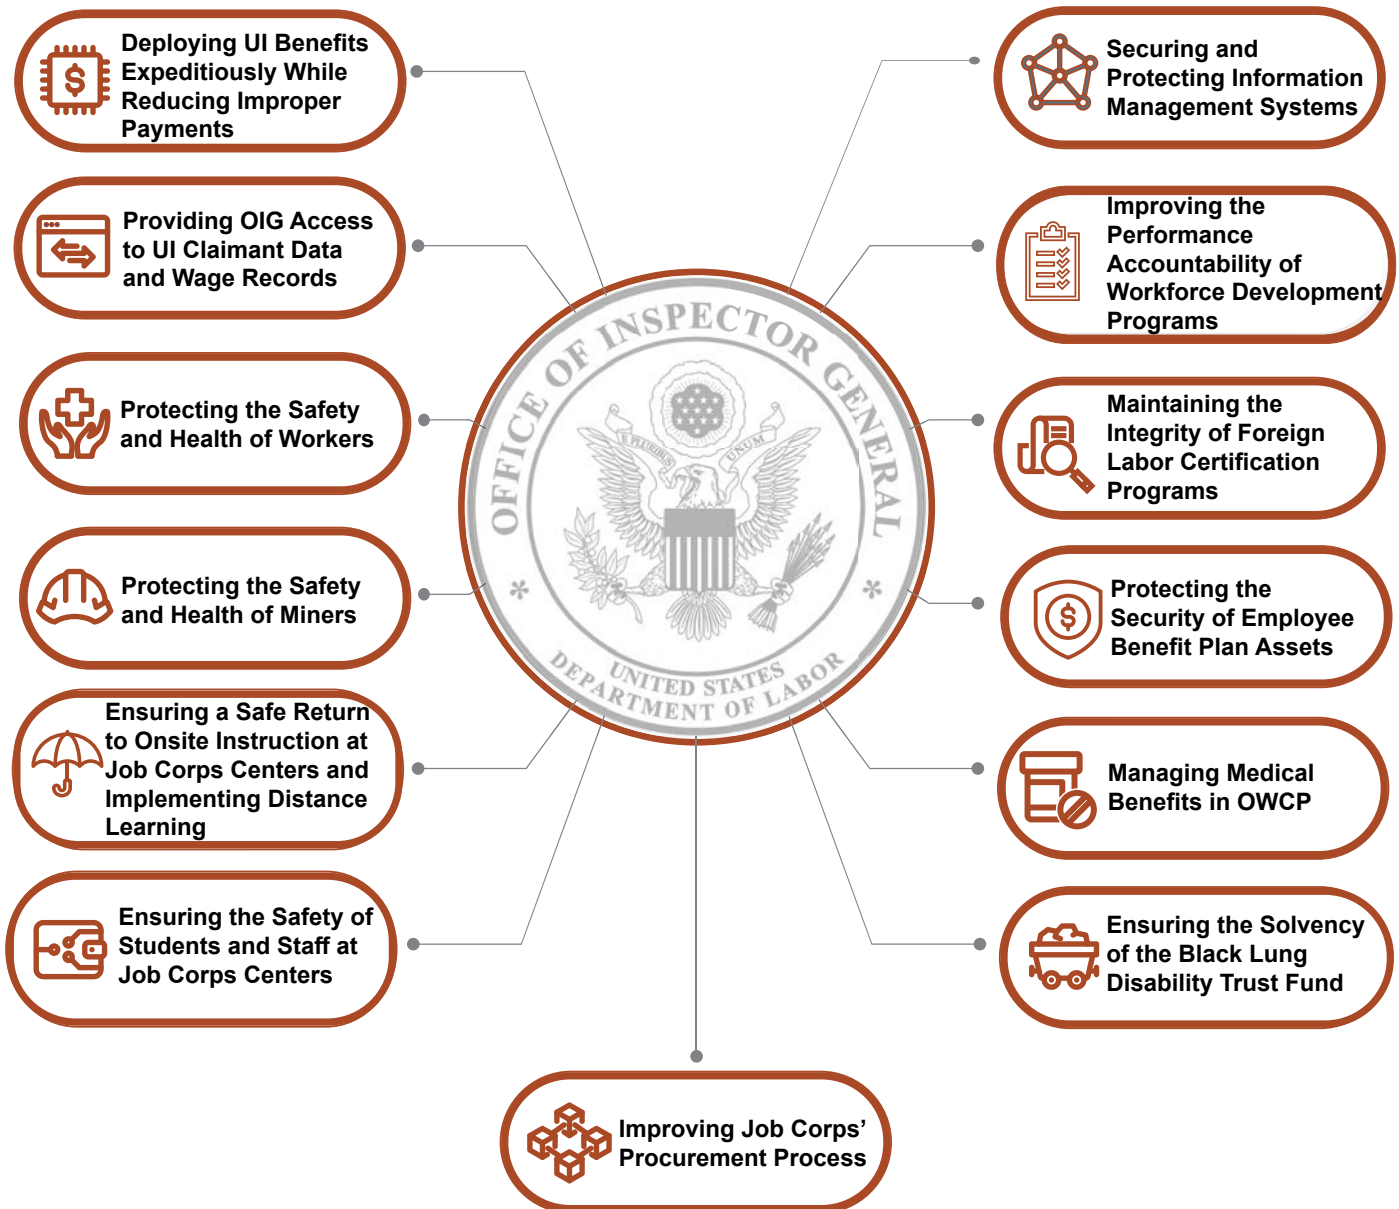 Deploying UI Benefits
Expeditiously While
Reducing Improper
Payments
Providing OIG Access
to UI Claimant Data
and Wage Records
Protecting the Safety
and Health of Workers
Protecting the Safety
and Health of Miners
Ensuring a Safe Return
to Onsite Instruction at
Job Corps Centers and
Implementing Distance
Learning
Ensuring the Safety of
Students and Staff at
Job Corps Centers
OFFICE OF INSPECTOR GENERAL
E PLURIBUS UNUM
* *
UNITED STATES
DEPARTMENT OF LABOR
Securing and
Protecting Information
Management Systems
Improving the
Performance
Accountability of
Workforce Development
Programs
Maintaining the
Integrity of Foreign
Labor Certification
Programs
Protecting the
Security of Employee
Benefit Plan Assets
Managing Medical
Benefits in OWCP
Ensuring the Solvency
of the Black Lung
Disability Trust Fund
Improving Job Corps’
Procurement Process
$
$